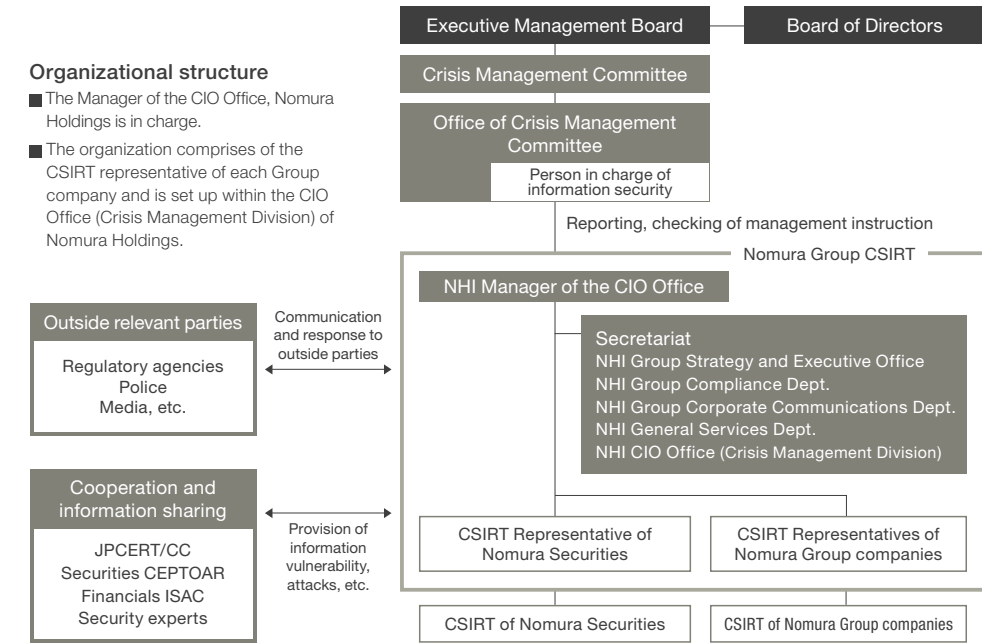 Executive Management Board
Board of Directors
Organizational structure
The Manager of the CIO Office, Nomura
Holdings is in charge.
The organization comprises of the
CSIRT representative of each Group
company and is set up within the CIO
Office (Crisis Management Division) of
Nomura Holdings.
Crisis Management Committee
Office of Crisis Management
Committee
Person in charge of
information security
Reporting, checking of management instruction
Nomura Group CSIRT
NHI Manager of the CIO Office
Secretariat
NHI Group Strategy and Executive Office
NHI Group Compliance Dept.
NHI Group Corporate Communications Dept.
NHI General Services Dept.
NHI CIO Office (Crisis Management Division)
Outside relevant parties
Regulatory agencies
Police
Media, etc.
Communication
and response to
outside parties
Cooperation and
information sharing
JPCERT/CC
Securities CEPTOAR
Financials ISAC
Security experts
Provision of
information
vulnerability,
attacks, etc.
CSIRT Representative of
Nomura Securities
CSIRT Representatives of
Nomura Group companies
CSIRT of Nomura Securities
CSIRT of Nomura Group companies